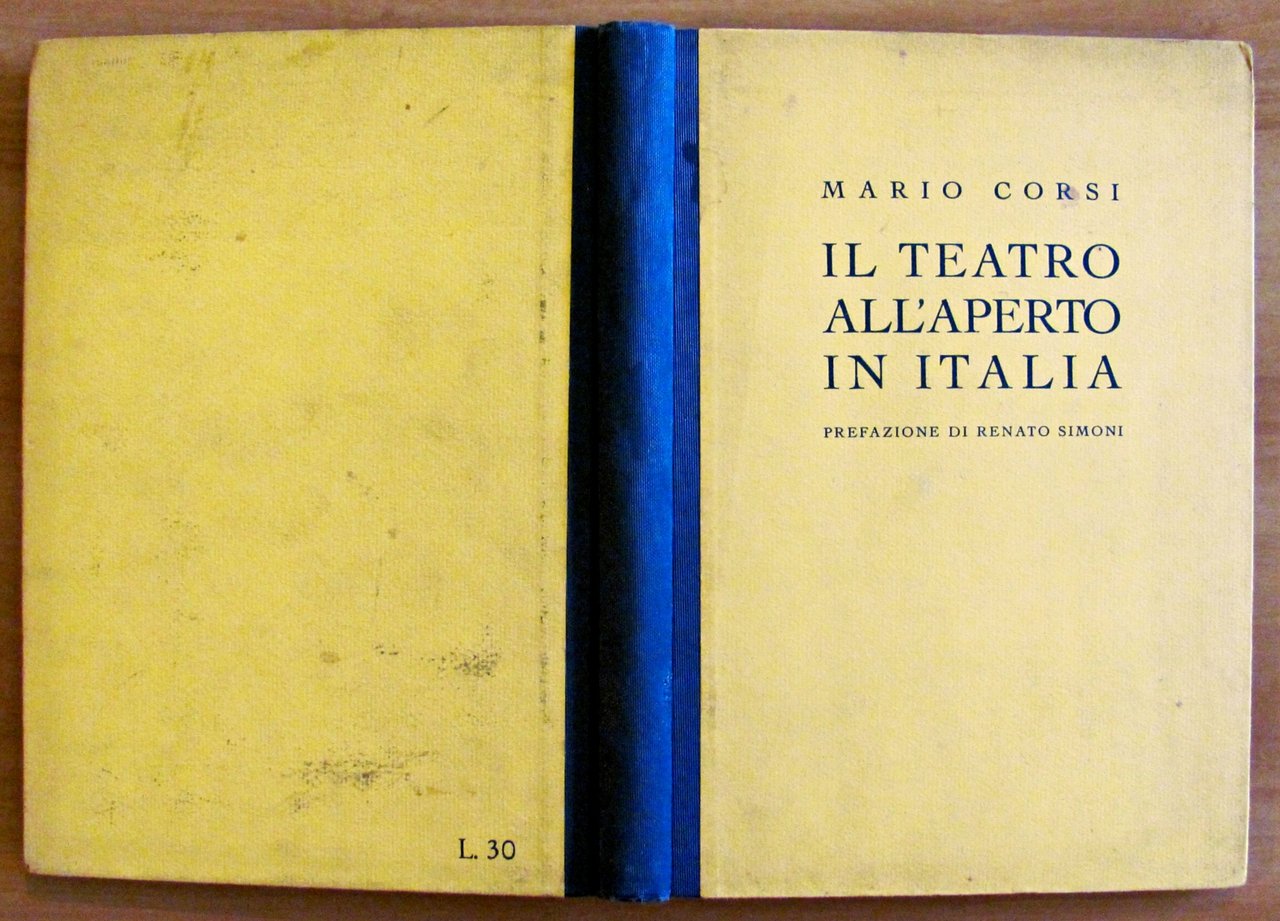 MARIO CORSI
IL TEATRO
ALL'APERTO
IN ITALIA
PREFAZIONE DI RENATO SIMONI
L. 30